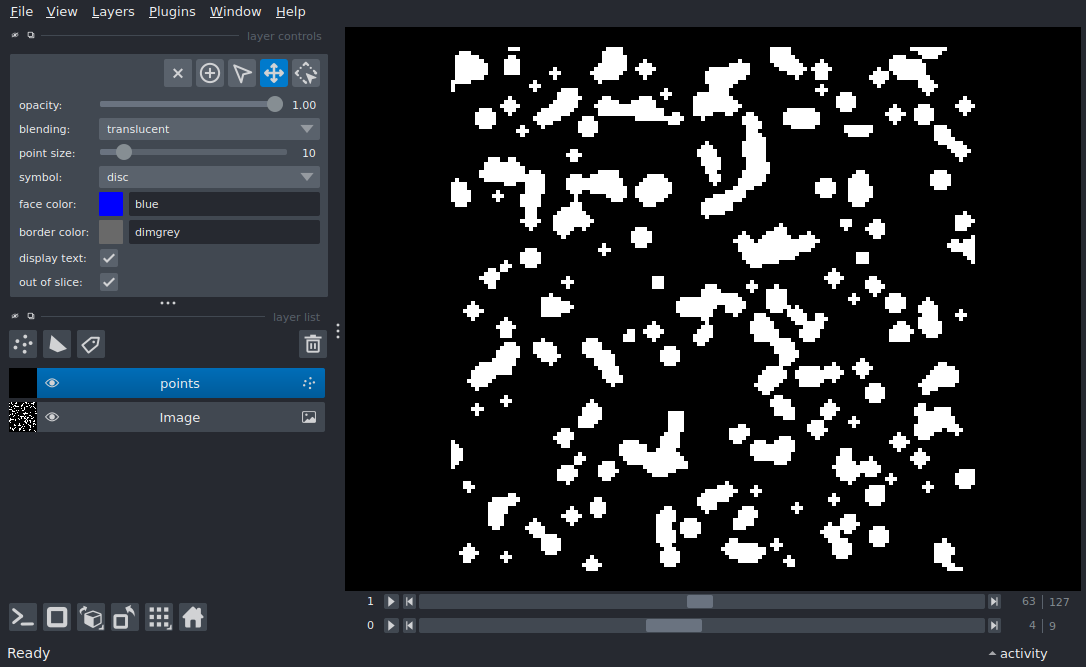 File View Layers Plugins Window Help
layer controls
opacity: 1.00
blending: translucent
point size: 10
symbol: disc
face color: blue
border color: dimgrey
display text:
out of slice:
layer list
points
Image
1 63 127
0 4 9
Ready activity